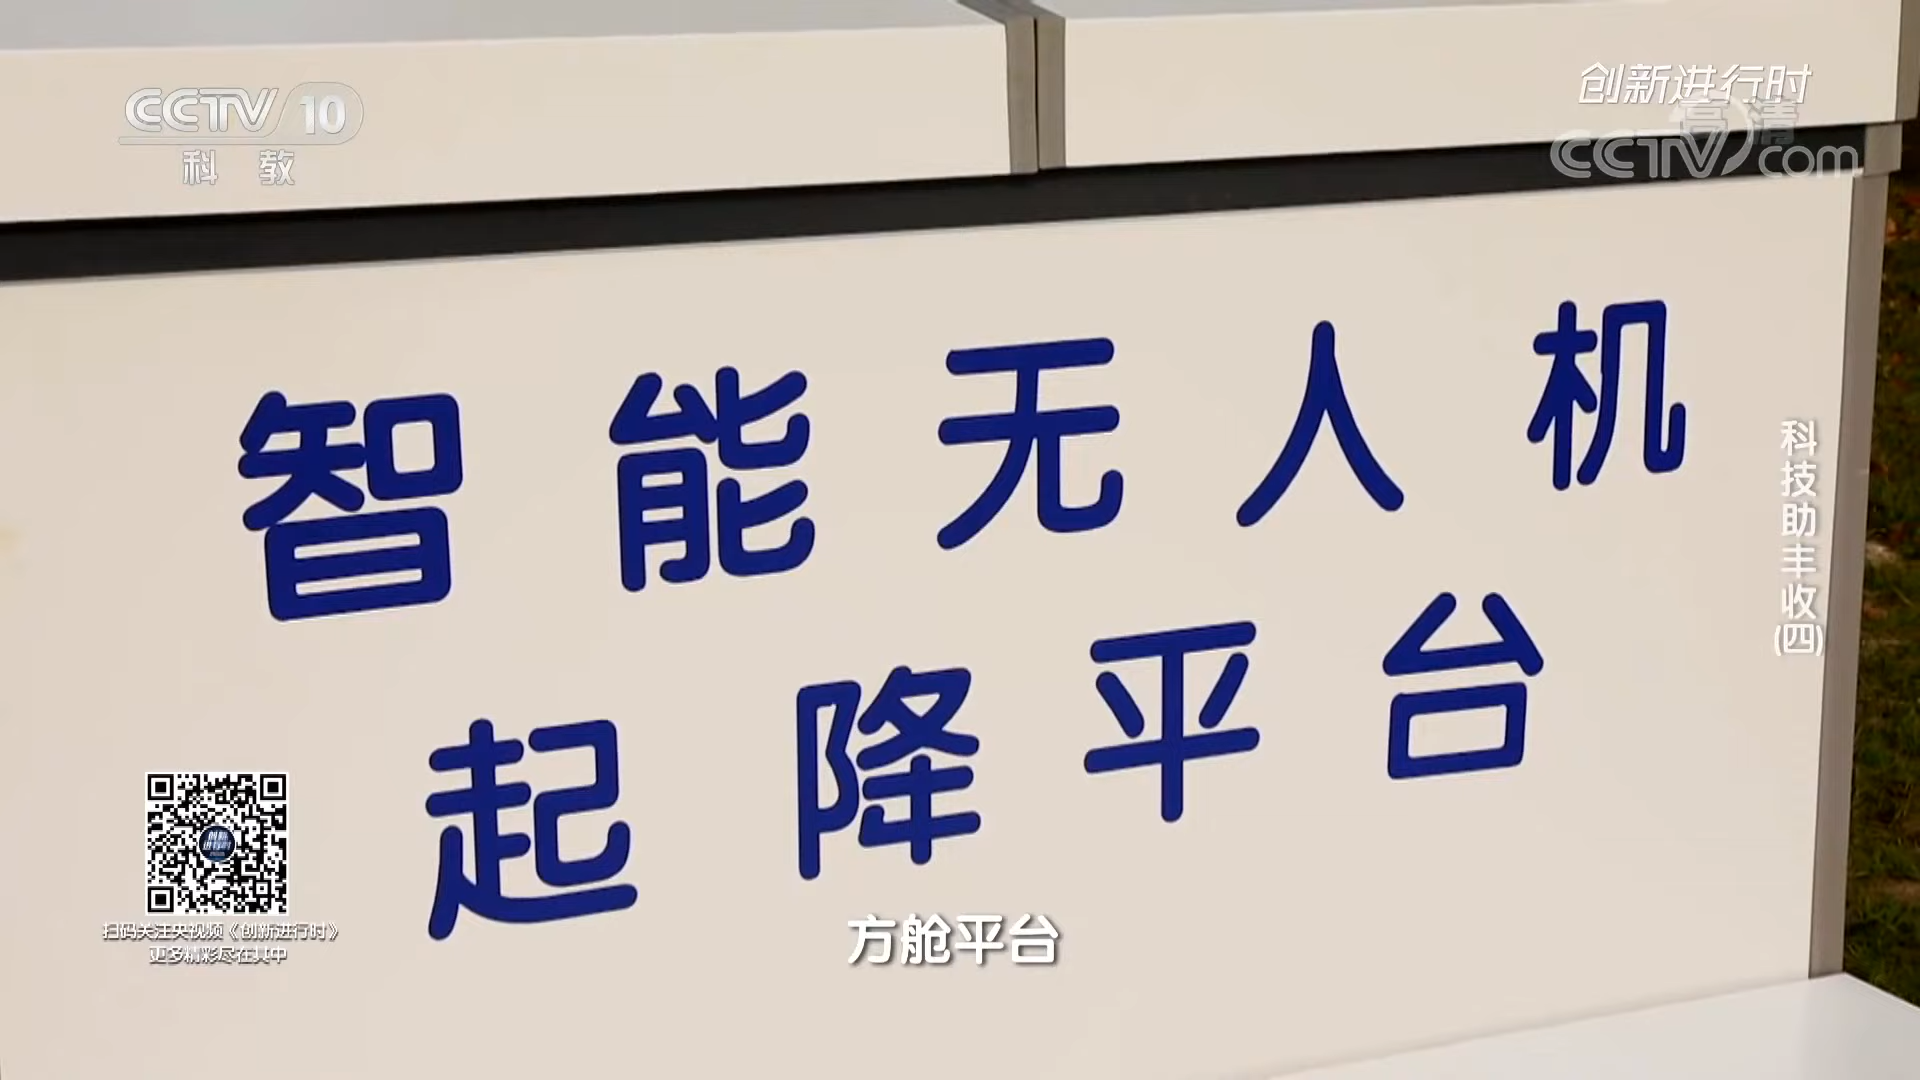 CCTV 10
科教
创新进行时
高清
CCTV.com
智能无人机
起降平台
科技助丰收(四)
扫码关注央视频《创新进行时》
更多精彩尽在其中
方舱平台